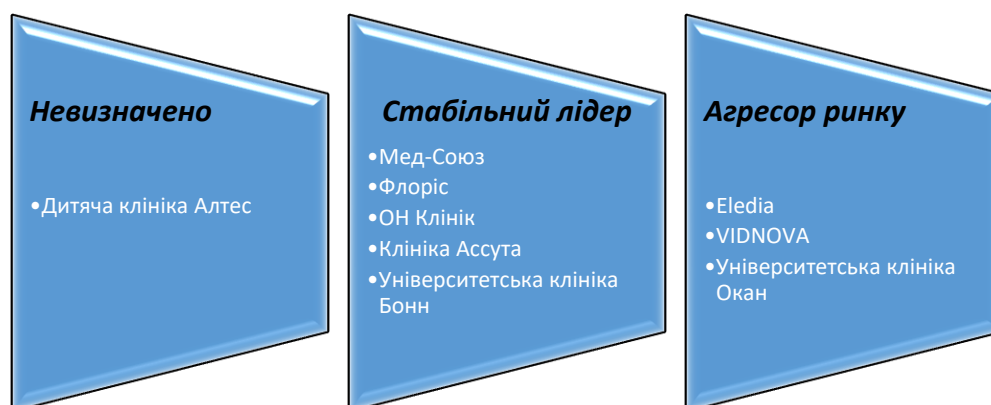 Невизначено
•Дитяча клініка Алтес
Стабільний лідер
•Мед-Союз
•Флоріс
•ОН Клінік
•Клініка Ассута
•Університетська клініка
Бонн
Агресор ринку
•Eledia
•VIDNOVA
•Університетська клініка
Окан